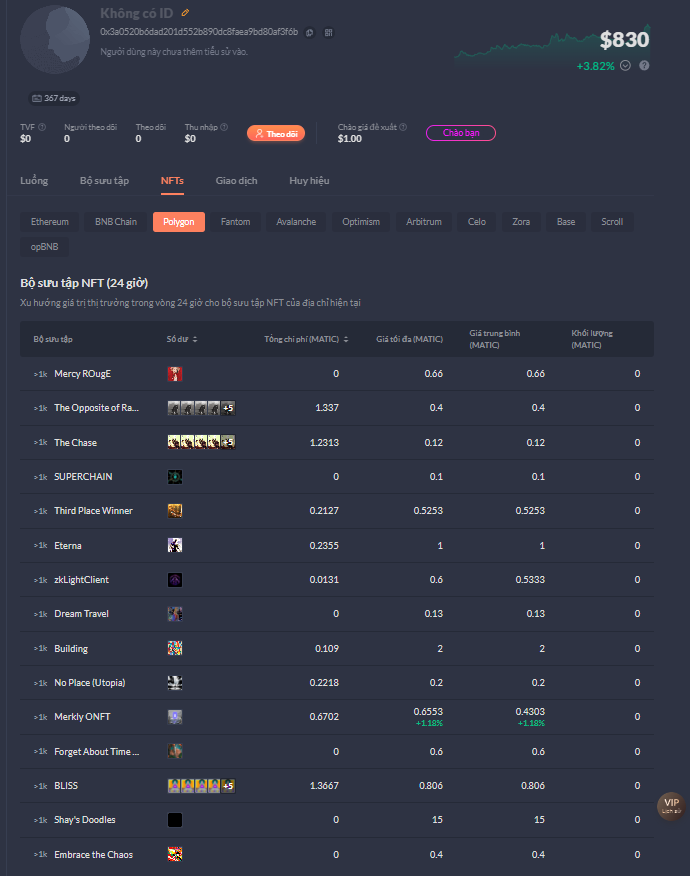 Không có ID
0x3a0520b6dad201d552b890dc8faea9bd80af3f6b
Người dùng này chưa thêm tiểu sử vào.
$830
+3.82%
367 days
TVF Người theo dõi Theo dõi Thu nhập Theo dõi Chào giá đề xuất Chào bạn
$0 0 0 $0 $1.00
Luồng Bộ sưu tập NFTs Giao dịch Huy hiệu
Ethereum BNB Chain Polygon Fantom Avalanche Optimism Arbitrum Celo Zora Base Scroll
opBNB
Bộ sưu tập NFT (24 giờ)
Xu hướng giá trị thị trường trong vòng 24 giờ cho bộ sưu tập NFT của địa chỉ hiện tại
Bộ sưu tập Số dư Tổng chi phí (MATIC) Giá tối đa (MATIC) Giá trung bình (MATIC) Khối lượng (MATIC)
>1k Mercy ROugE 0 0.66 0.66 0
>1k The Opposite of Ra... +5 1.337 0.4 0.4 0
>1k The Chase +5 1.2313 0.12 0.12 0
>1k SUPERCHAIN 0 0.1 0.1 0
>1k Third Place Winner 0.2127 0.5253 0.5253 0
>1k Eterna 0.2355 1 1 0
>1k zkLightClient 0.0131 0.6 0.5333 0
>1k Dream Travel 0 0.13 0.13 0
>1k Building 0.109 2 2 0
>1k No Place (Utopia) 0.2218 0.2 0.2 0
>1k Merkly ONFT 0.6702 0.6553 0.4303 0
+1.18% +1.18%
>1k Forget About Time ... 0 0.6 0.6 0
>1k BLISS +5 1.3667 0.806 0.806 0
VIP
Lịch sử
>1k Shay's Doodles 0 15 15 0
>1k Embrace the Chaos 0 0.4 0.4 0